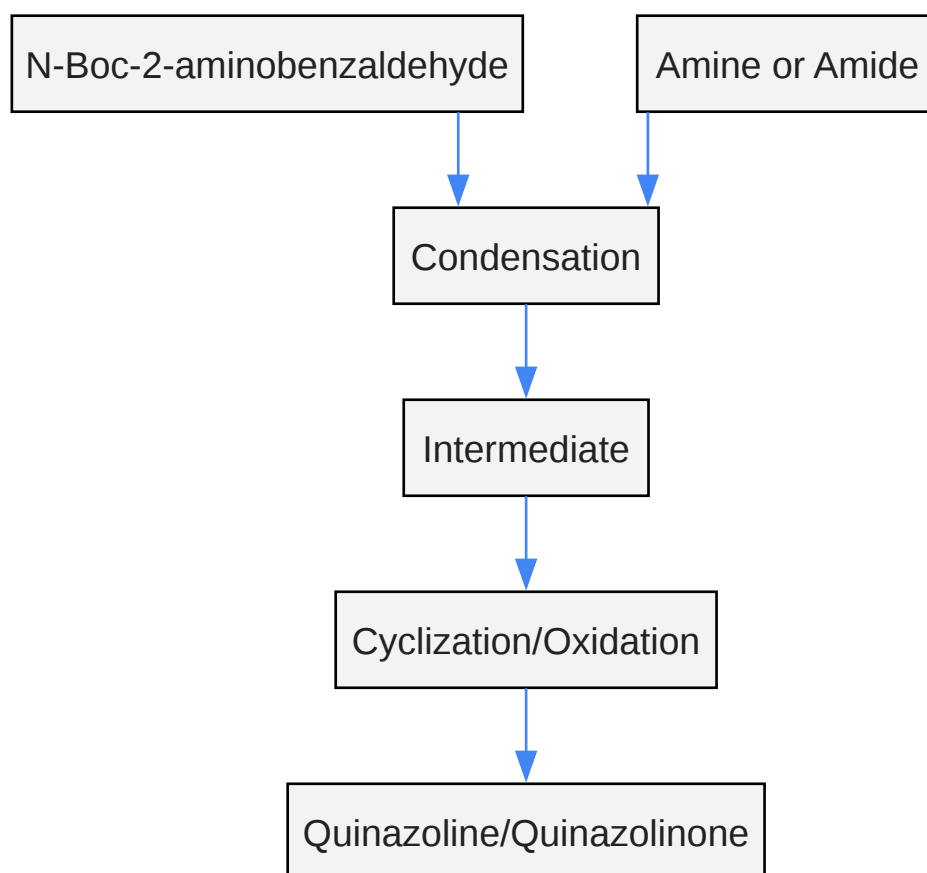 N-Boc-2-aminobenzaldehyde
Amine or Amide
Condensation
Intermediate
Cyclization/Oxidation
Quinazoline/Quinazolinone